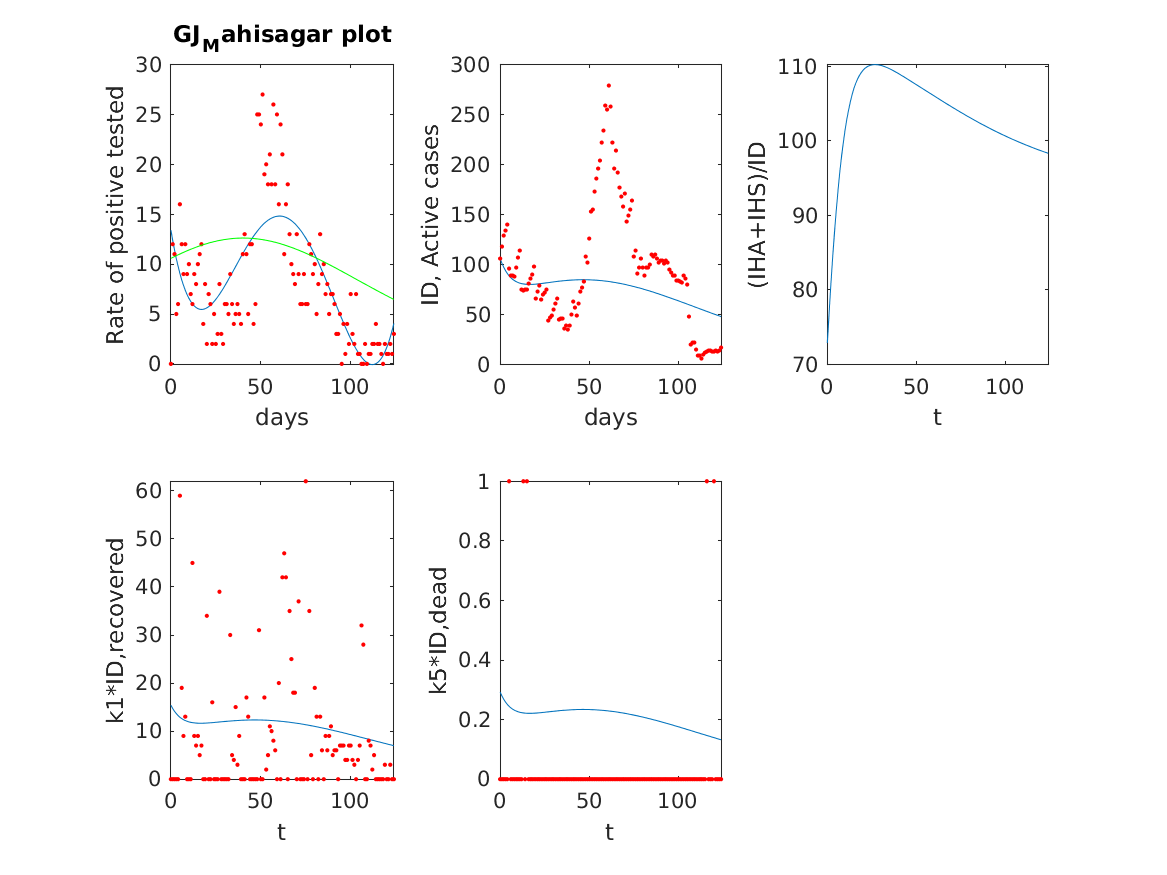 GJMahisagar plot
Rate of positive tested
30
25
20
15
10
5
0
0 50 100
days
ID, Active cases
300
250
200
150
100
50
0
0 50 100
days
(IHA+IHS)/ID
110
100
90
80
70
0 50 100
t
k1*ID,recovered
60
50
40
30
20
10
0
0 50 100
t
k5*ID,dead
1
0.8
0.6
0.4
0.2
0
0 50 100
t